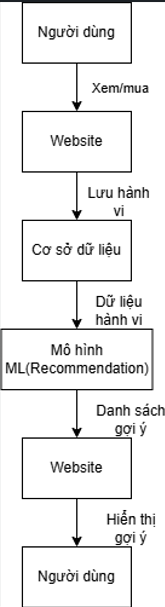 Người dùng
Xem/mua
Website
Lưu hành
vi
Cơ sở dữ liệu
Dữ liệu
hành vi
Mô hình
ML(Recommendation)
Danh sách
gợi ý
Website
Hiển thị
gợi ý
Người dùng